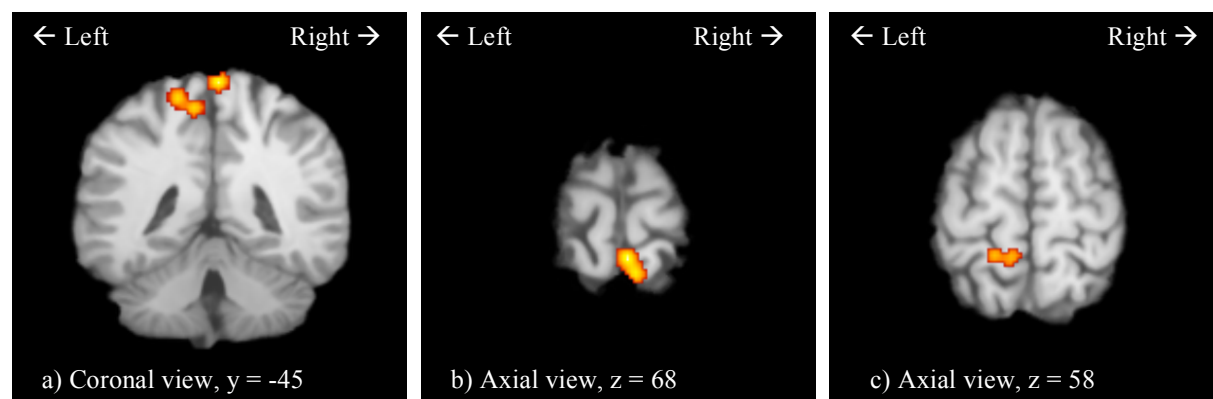 ← Left Right →
← Left Right →
← Left Right →
a) Coronal view, y = -45
b) Axial view, z = 68
c) Axial view, z = 58